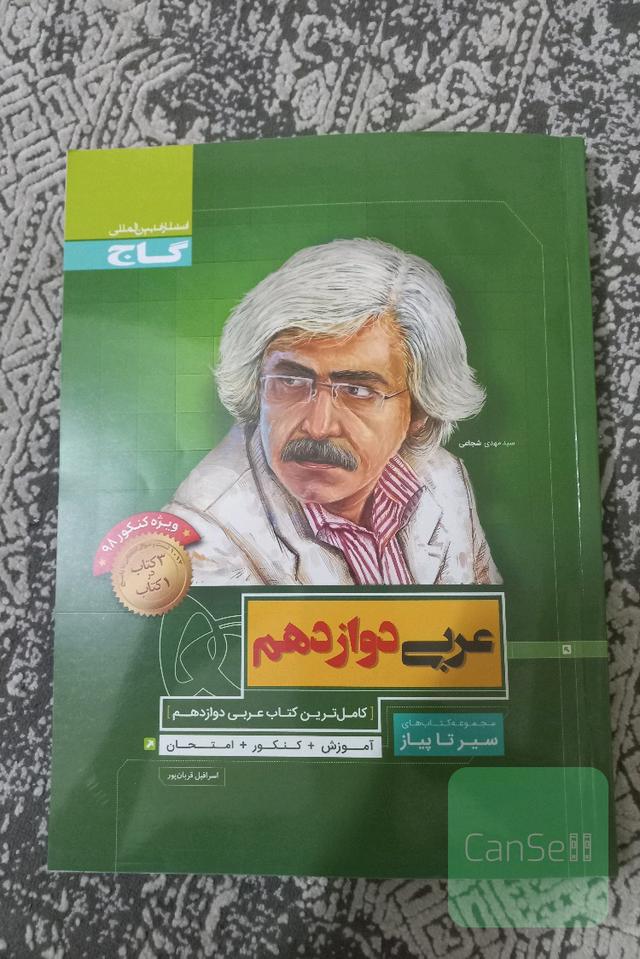 انتشارات بین‌المللی
گاج
سید مهدی شجاعی
ویژه کنکور ۹۸
۳ کتاب
در
۱ کتاب
عربی دوازدهم
[ کامل‌ترین کتاب عربی دوازدهم ]
مجموعه کتاب‌های
سیر تا پیاز
آموزش + کنکور + امتحان
اسرافیل قربان‌پور
CanSell